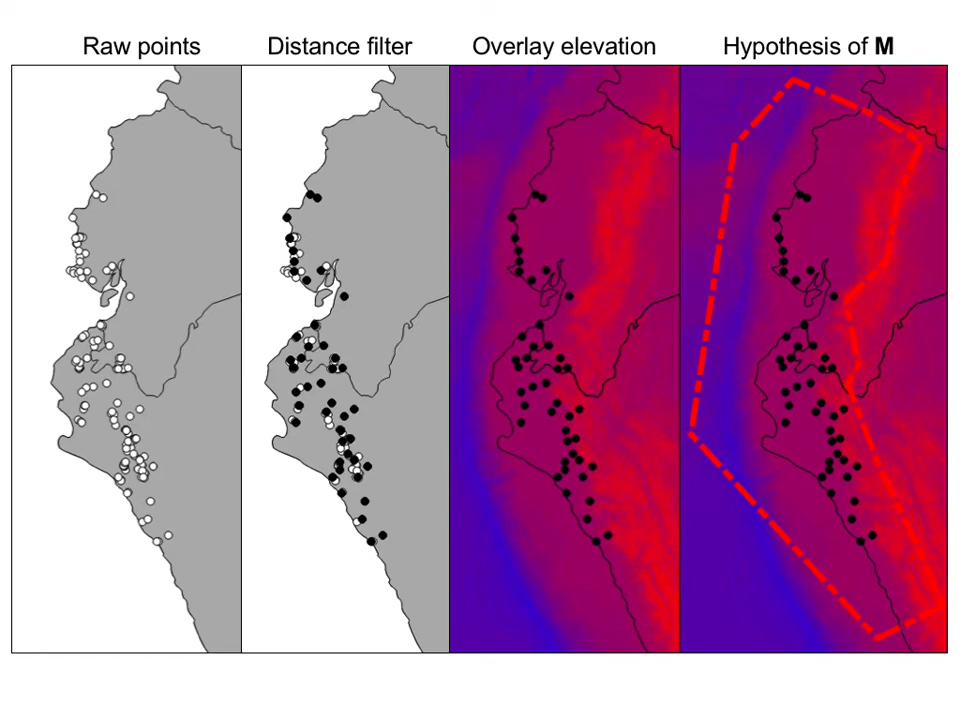 Raw points
Distance filter
Overlay elevation
Hypothesis of M